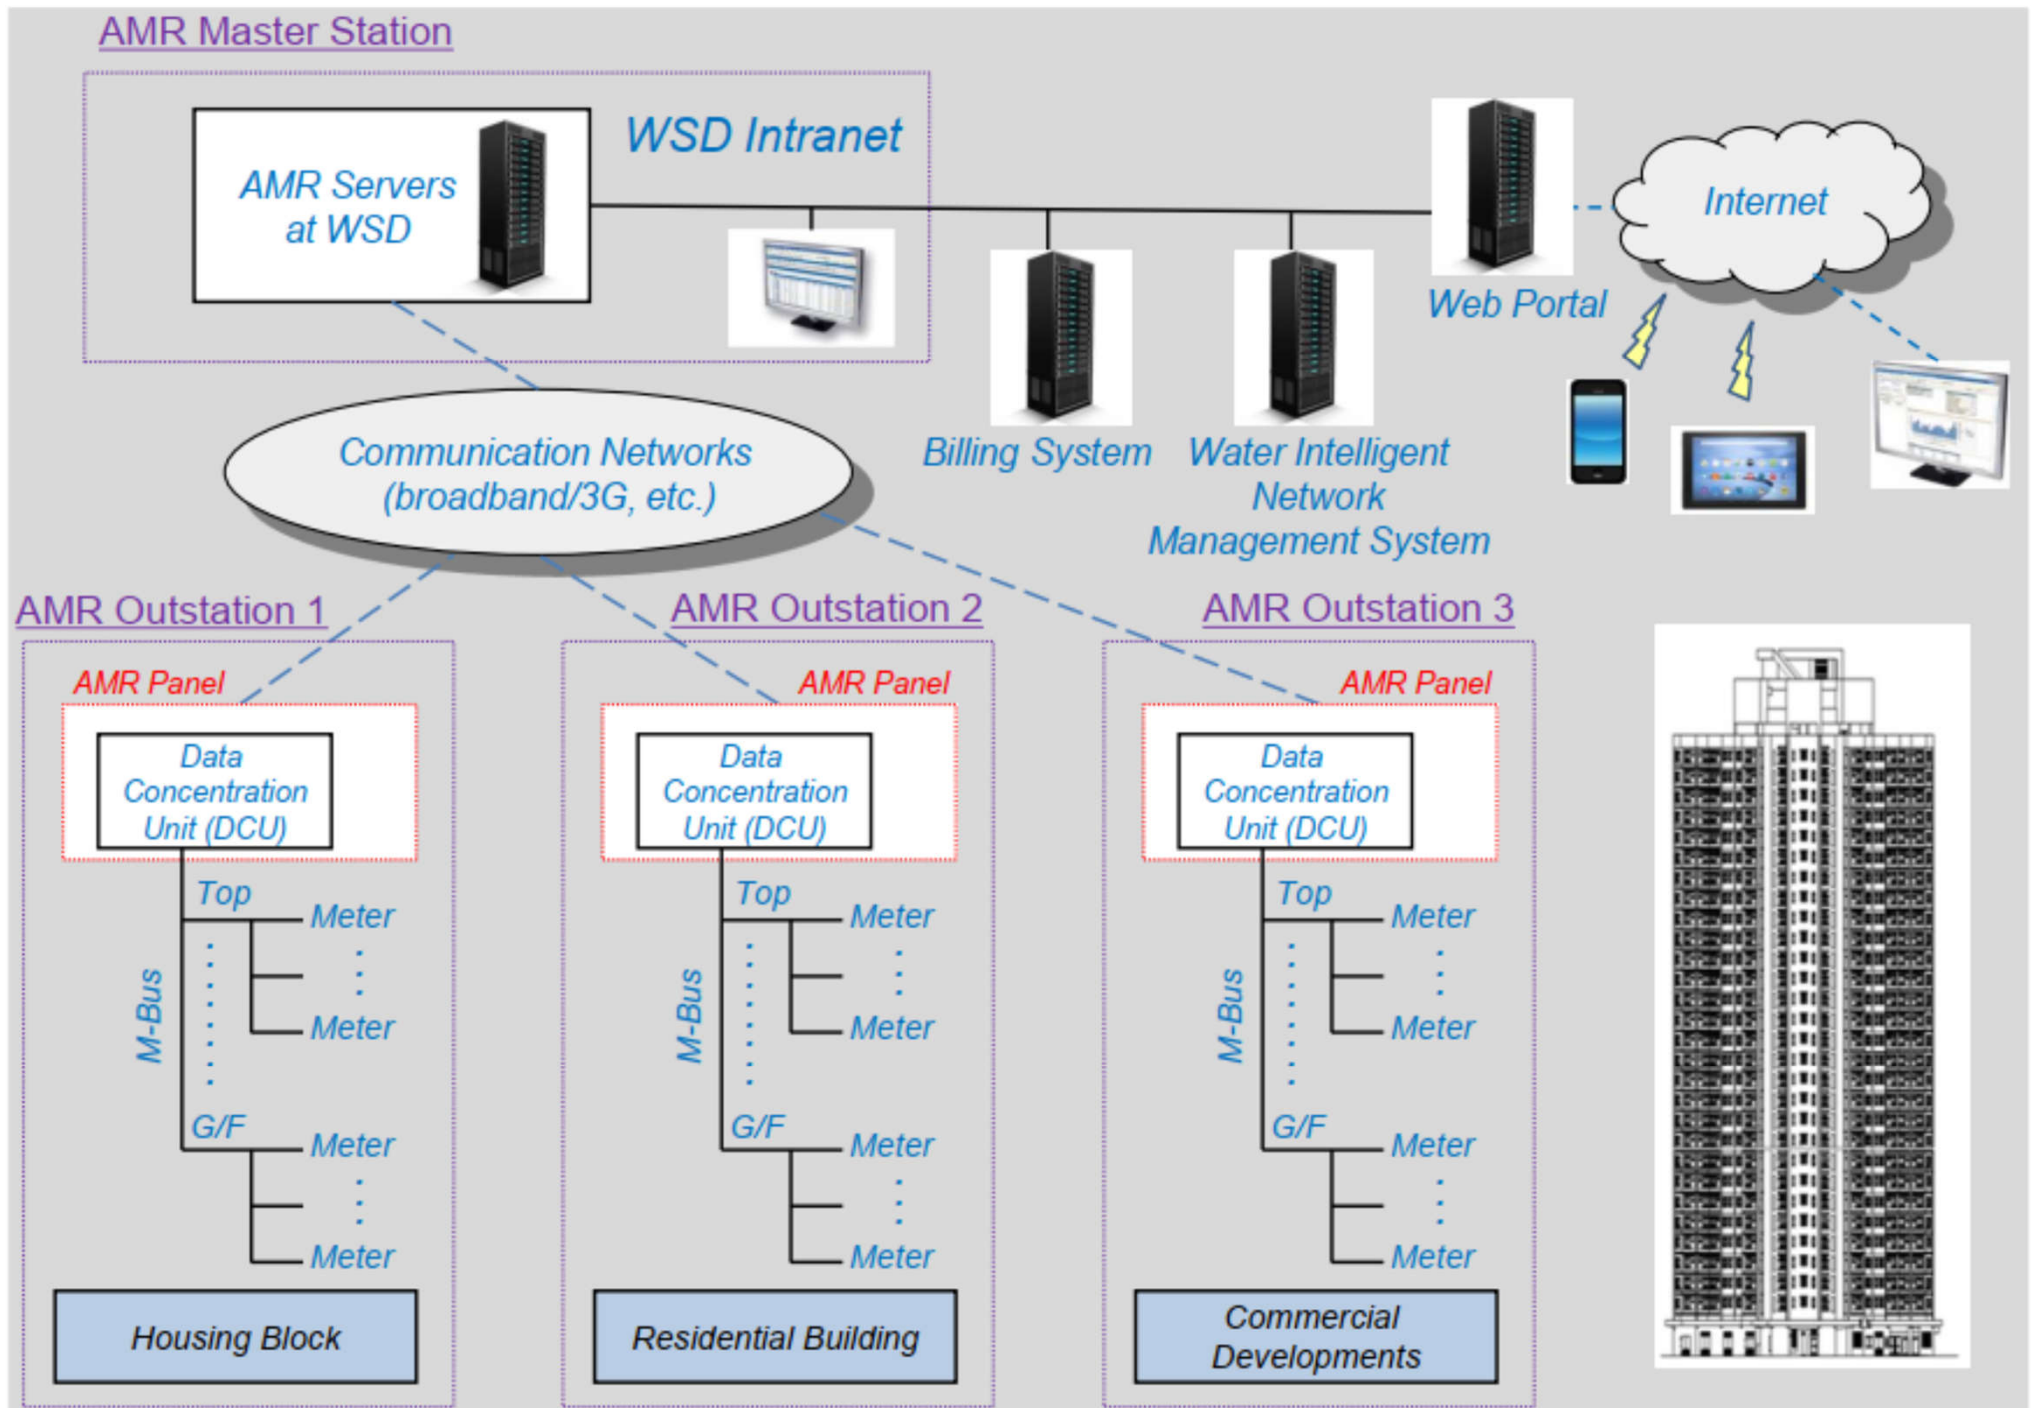 AMR Master Station
WSD Intranet
AMR Servers
at WSD
Internet
Web Portal
Billing System
Water Intelligent
Network
Management System
Communication Networks
(broadband/3G, etc.)
AMR Outstation 1
AMR Panel
Data
Concentration
Unit (DCU)
Top
Meter
Meter
M-Bus
G/F
Meter
Meter
Housing Block
AMR Outstation 2
AMR Panel
Data
Concentration
Unit (DCU)
Top
Meter
Meter
M-Bus
G/F
Meter
Meter
Residential Building
AMR Outstation 3
AMR Panel
Data
Concentration
Unit (DCU)
Top
Meter
Meter
M-Bus
G/F
Meter
Meter
Commercial
Developments